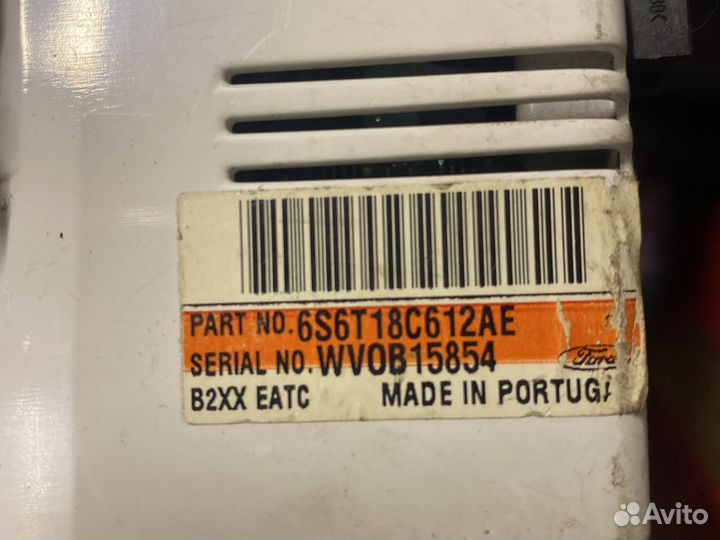 PART NO. 6S6T18C612AE
SERIAL NO. WV0B15854
Ford
B2XX EATC MADE IN PORTUGA
Avito